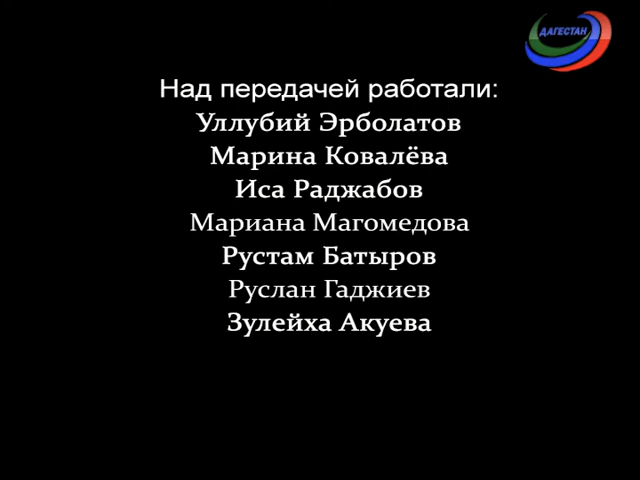 ДАГЕСТАН
Над передачей работали:
Уллубий Эрболатов
Марина Ковалёва
Иса Раджабов
Мариана Магомедова
Рустам Батыров
Руслан Гаджиев
Зулейха Акуева